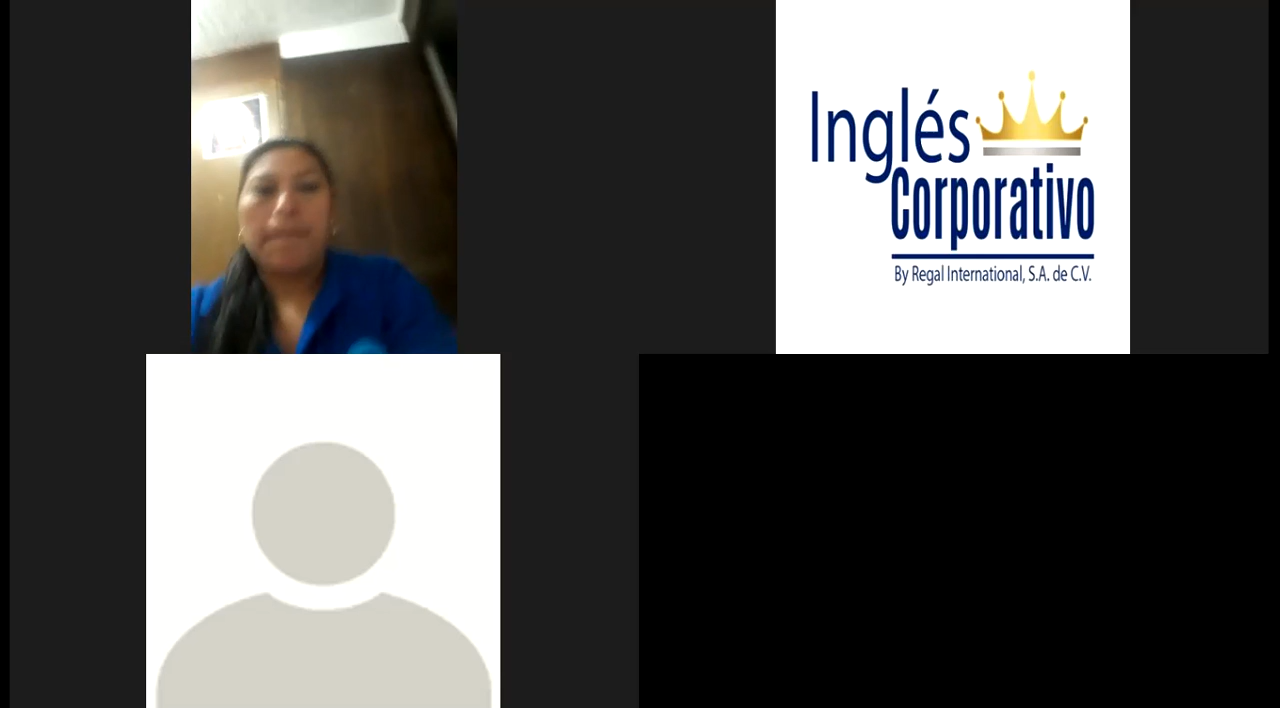 Inglés
Corporativo
By Regal International, S.A. de C.V.